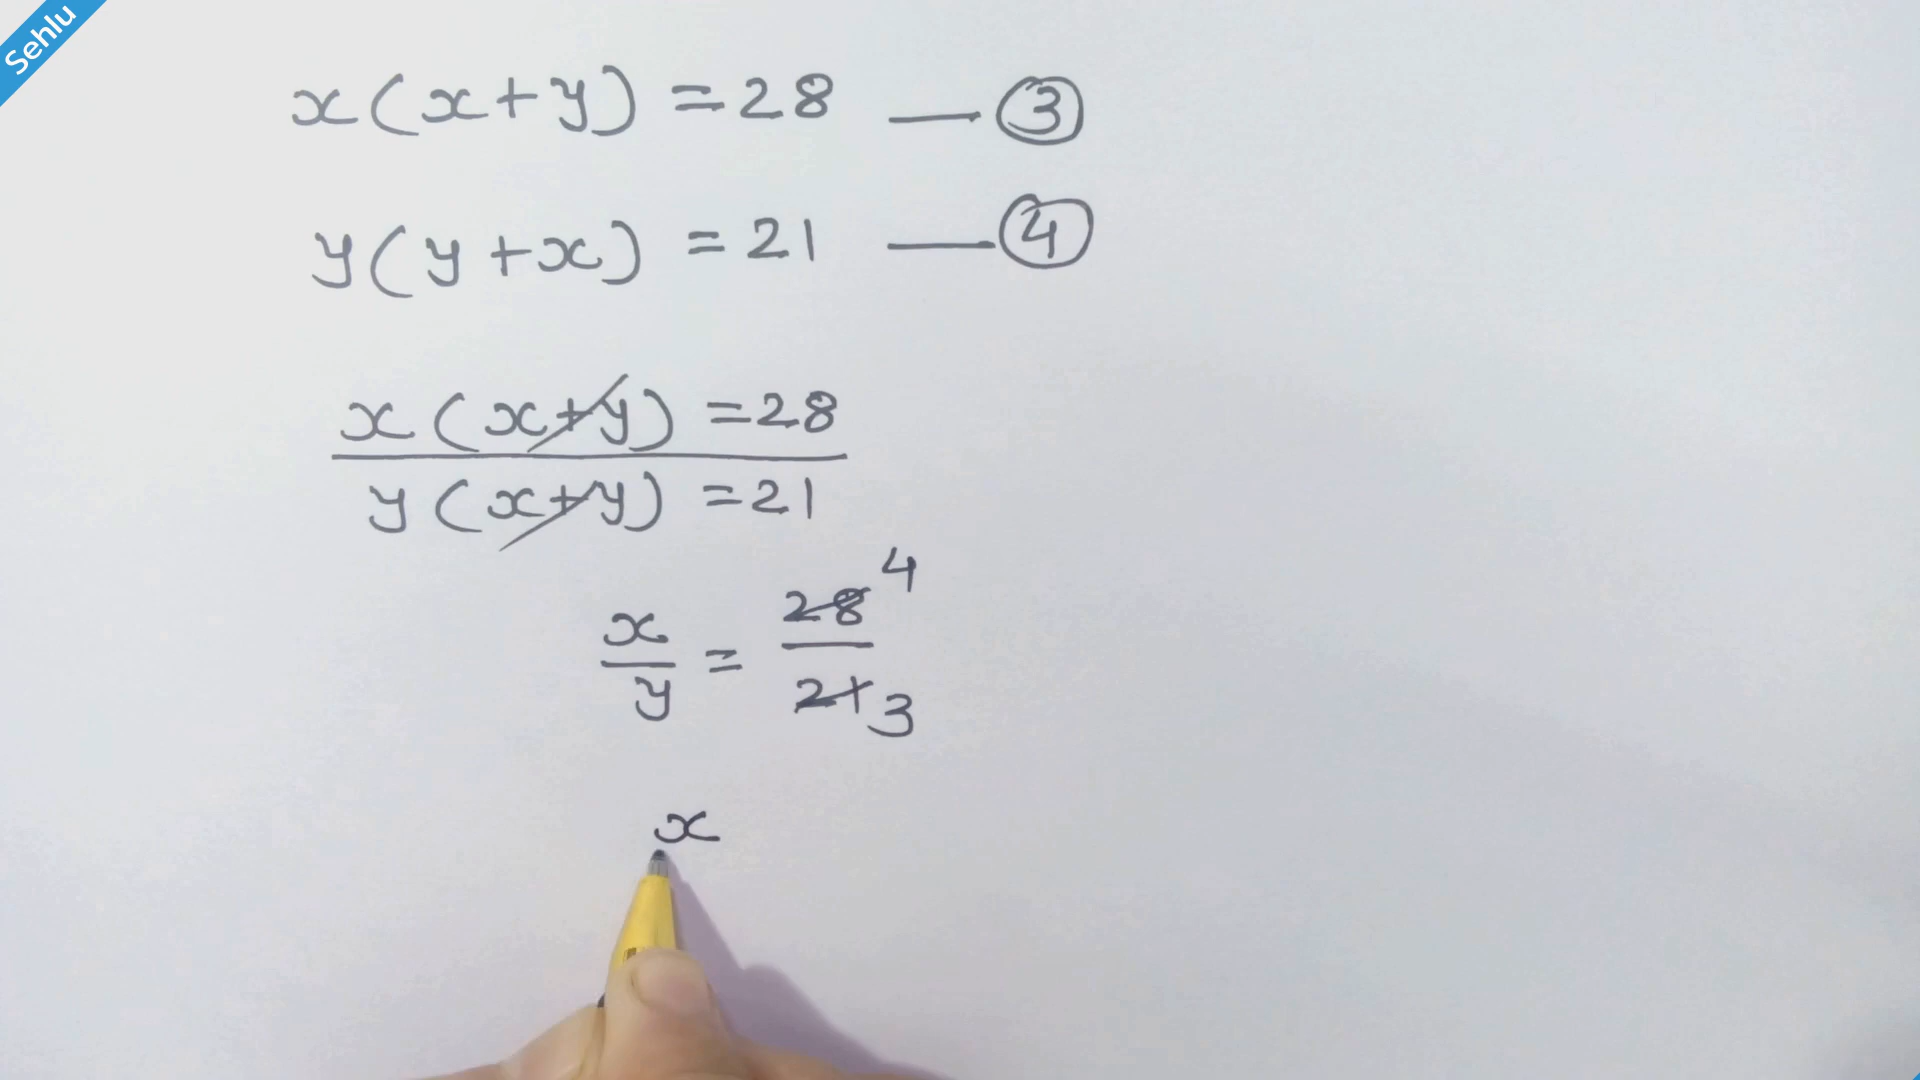 Sehlu
x(x+y) = 28 — ③
y(y+x) = 21 — ④
x(x+y) = 28
y(x+y) = 21
4
x/y = 28/21
3
x